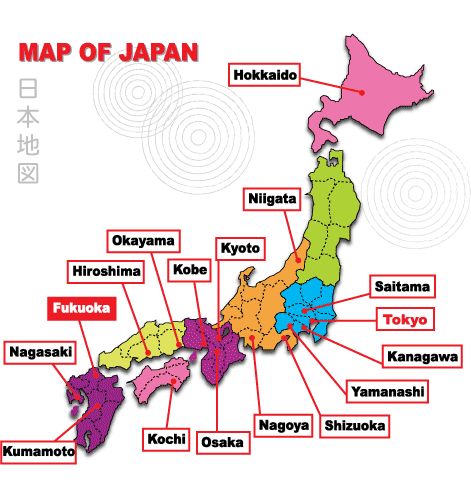 MAP OF JAPAN
日本地図
Hokkaido
Niigata
Okayama
Kyoto
Hiroshima
Kobe
Saitama
Fukuoka
Tokyo
Nagasaki
Kanagawa
Yamanashi
Kumamoto
Kochi
Osaka
Nagoya
Shizuoka